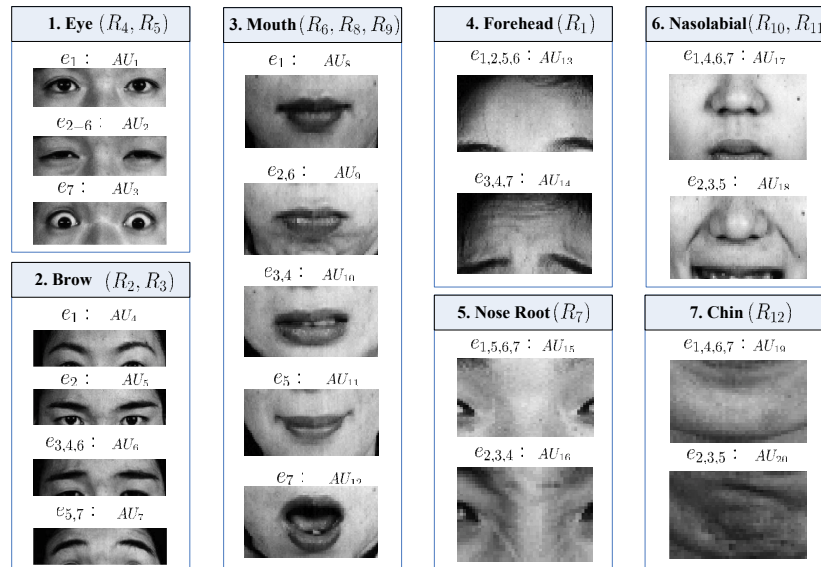 1. Eye (R₄, R₅)
e₁ : AU₁
e₂₋₆ : AU₂
e₇ : AU₃
2. Brow (R₂, R₃)
e₁ : AU₄
e₂ : AU₅
e₃,₄,₆ : AU₆
e₅,₇ : AU₇
3. Mouth (R₆, R₈, R₉)
e₁ : AU₈
e₂,₆ : AU₉
e₃,₄ : AU₁₀
e₅ : AU₁₁
e₇ : AU₁₂
4. Forehead (R₁)
e₁,₂,₅,₆ : AU₁₃
e₃,₄,₇ : AU₁₄
5. Nose Root (R₇)
e₁,₅,₆,₇ : AU₁₅
e₂,₃,₄ : AU₁₆
6. Nasolabial (R₁₀, R₁₁
e₁,₄,₆,₇ : AU₁₇
e₂,₃,₅ : AU₁₈
7. Chin (R₁₂)
e₁,₄,₆,₇ : AU₁₉
e₂,₃,₅ : AU₂₀